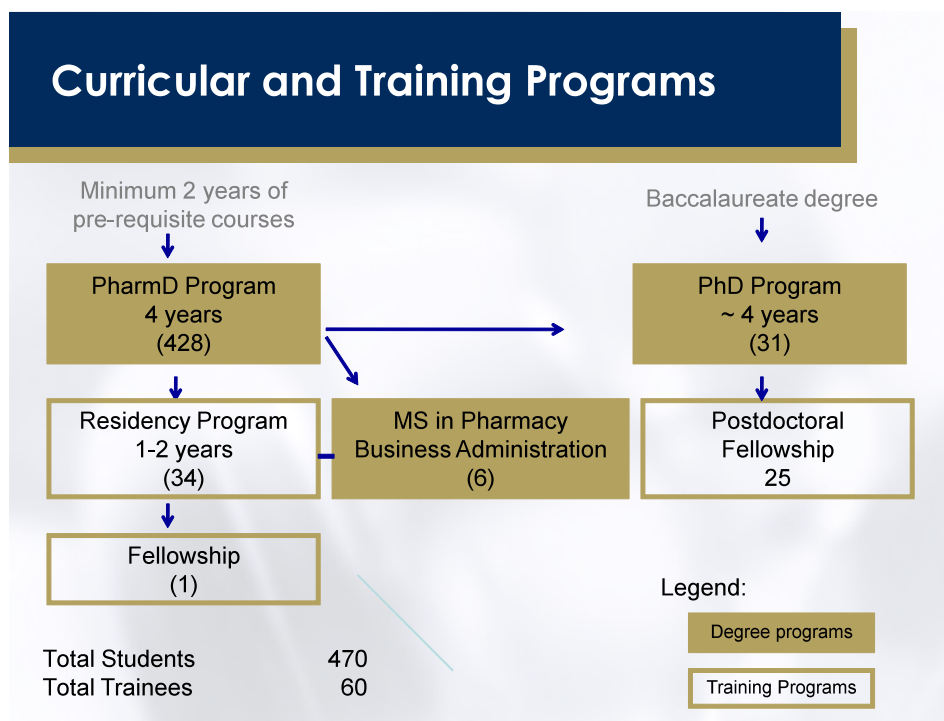 Curricular and Training Programs
Minimum 2 years of
pre-requisite courses
Baccalaureate degree
PharmD Program
4 years
(428)
PhD Program
~ 4 years
(31)
Residency Program
1-2 years
(34)
MS in Pharmacy
Business Administration
(6)
Postdoctoral
Fellowship
25
Fellowship
(1)
Legend:
Degree programs
Training Programs
Total Students 470
Total Trainees 60